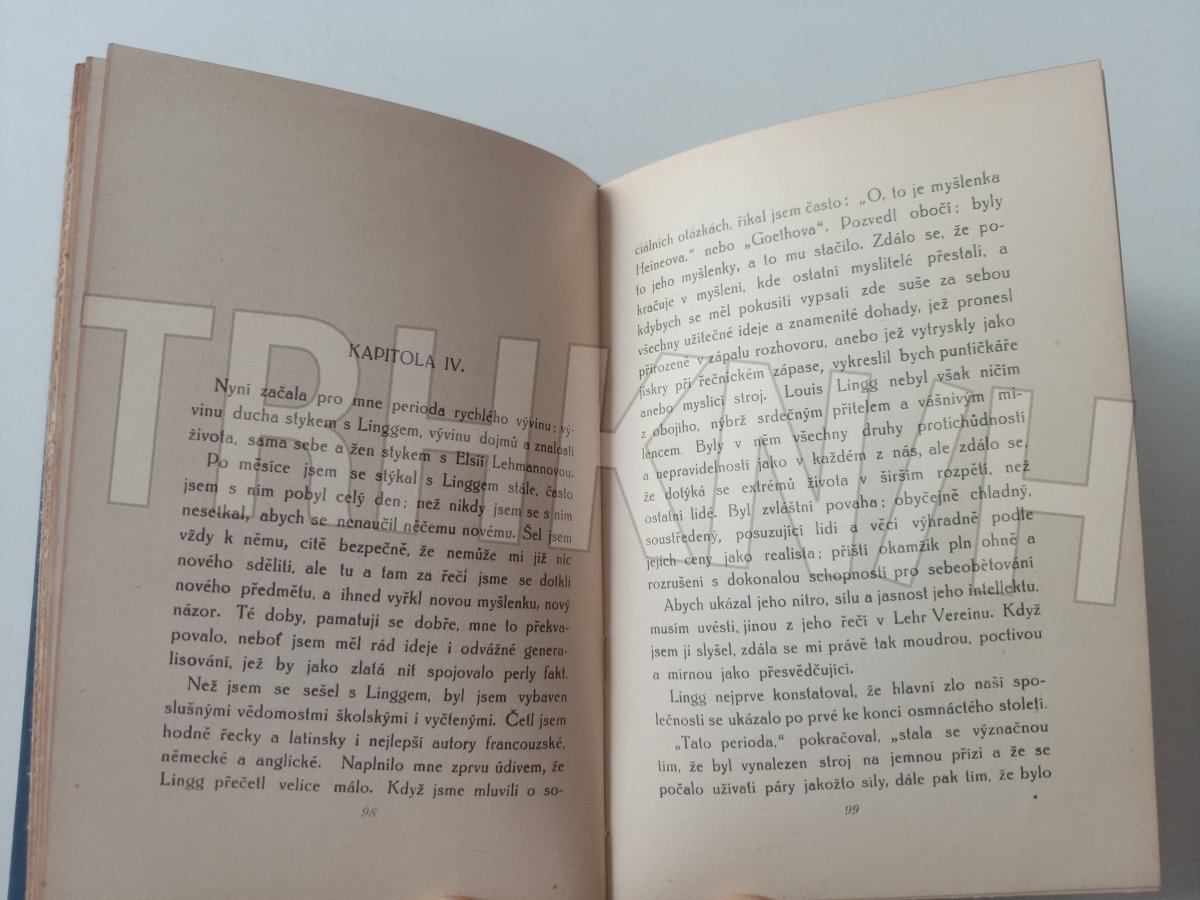 KAPITOLA IV.
Nyní začala pro mne perioda rychlého vývinu; vý-
vinu ducha stykem s Linggem, vývinu dojmů a znalostí
života, sama sebe a žen stykem s Elsií Lehmannovou.
Po měsíce jsem se stýkal s Linggem stále, často
jsem s ním pobyl celý den; než nikdy jsem se s ním
nesetkal, abych se nenaučil něčemu novému. Šel jsem
vždy k němu, cítě bezpečně, že nemůže mi již nic
nového sděliti, ale tu a tam za řeči jsme se dotkli
nového předmětu, a ihned vyřkl novou myšlenku, nový
názor. Té doby, pamatuji se dobře, mne to překva-
povalo, neboť jsem měl rád ideje i odvážné genera-
lisování, jež by jako zlatá nit spojovalo perly fakt.
Než jsem se sešel s Linggem, byl jsem vybaven
slušnými vědomostmi školskými i vyčtenými. Četl jsem
hodně řecky a latinsky i nejlepší autory francouzské,
německé a anglické. Naplnilo mne zprvu údivem, že
Lingg přečetl velice málo. Když jsme mluvili o so-
98
ciálních otázkách, říkal jsem často: „O, to je myšlenka
Heineova,“ nebo „Goethova“. Pozvedl obočí; byly
to jeho myšlenky, a to mu stačilo. Zdálo se, že po-
kračuje v myšlení, kde ostatní myslitelé přestali, a
kdybych se měl pokusiti vypsati zde suše za sebou
všechny užitečné ideje a znamenité dohady, jež pronesl
přirozeně v zápalu rozhovoru, anebo jež vytryskly jako
jiskry při řečnickém zápase, vykreslil bych puntičkáře
anebo myslící stroj. Louis Lingg nebyl však ničím
z obojího, nýbrž srdečným přítelem a vášnivým mi-
lencem. Byly v něm všechny druhy protichůdností
a nepravidelností jako v každém z nás, ale zdálo se,
že dotýká se extrémů života v širším rozpětí, než
ostatní lidé. Byl zvláštní povaha; obyčejně chladný,
soustředěný, posuzující lidi a věci výhradně podle
jejich ceny jako realista; příští okamžik pln ohně a
rozrušení s dokonalou schopností pro sebeobětování
Abych ukázal jeho nitro, sílu a jasnost jeho intellektu,
musím uvésti jinou z jeho řečí v Lehr Vereinu. Když
jsem ji slyšel, zdála se mi právě tak moudrou, poctivou
a mírnou jako přesvědčující.
Lingg nejprve konstatoval, že hlavní zlo naší spo-
lečnosti se ukázalo po prvé ke konci osmnáctého století.
„Tato perioda,“ pokračoval, „stala se význačnou
tím, že byl vynalezen stroj na jemnou přízi a že se
počalo užívati páry jakožto síly, dále pak tím, že bylo
99
TRHKNIH